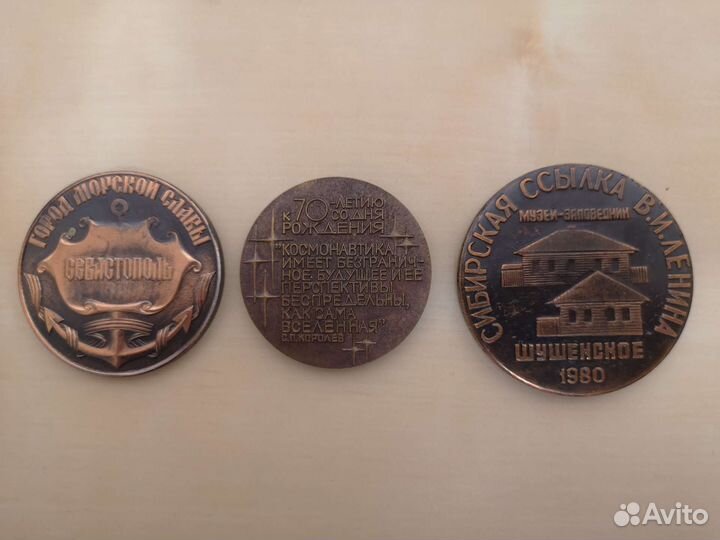 ГОРОД МОРСКОЙ СЛАВЫ
СЕВАСТОПОЛЬ
К 70-ЛЕТИЮ
СО ДНЯ
РОЖДЕНИЯ
"КОСМОНАВТИКА
ИМЕЕТ БЕЗГРАНИЧ-
НОЕ БУДУЩЕЕ И ЕЕ
ПЕРСПЕКТИВЫ
БЕСПРЕДЕЛЬНЫ,
КАК САМА
ВСЕЛЕННАЯ"
С.П. КОРОЛЕВ
СИБИРСКАЯ ССЫЛКА В.И.ЛЕНИНА
МУЗЕЙ-ЗАПОВЕДНИК
ШУШЕНСКОЕ
1980
Avito